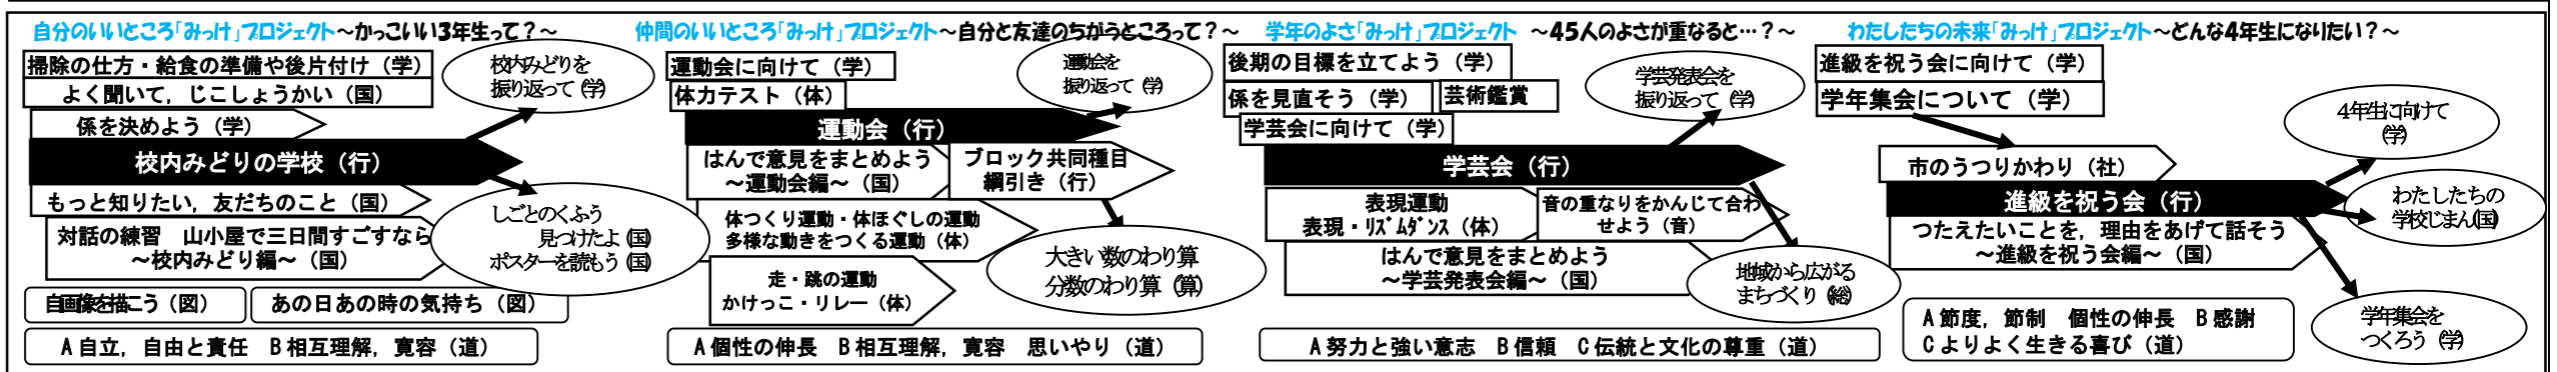 自分のいいところ「みっけ」プロジェクト～かっこいい3年生って？～
掃除の仕方・給食の準備や後片付け（学）
よく聞いて，じこしょうかい（国）
係を決めよう（学）
校内みどりの学校（行）
もっと知りたい，友だちのこと（国）
対話の練習　山小屋で三日間すごすなら
～校内みどり編～（国）
自画像を描こう（図）
あの日あの時の気持ち（図）
A自立，自由と責任　B相互理解，寛容（道）
校内みどりを
振り返って（学）
しごとのくふう
見つけたよ（国）
ポスターを読もう（国）
仲間のいいところ「みっけ」プロジェクト～自分と友達のちがうところって？～
運動会に向けて（学）
体力テスト（体）
運動会（行）
はんで意見をまとめよう
～運動会編～（国）
ブロック共同種目
綱引き（行）
体つくり運動・体ほぐしの運動
多様な動きをつくる運動（体）
走・跳の運動
かけっこ・リレー（体）
A個性の伸長　B相互理解，寛容　思いやり（道）
運動会を
振り返って（学）
大きい数のわり算
分数のわり算（算）
学年のよさ「みっけ」プロジェクト　～45人のよさが重なると…？～
後期の目標を立てよう（学）
係を見直そう（学）
芸術鑑賞
学芸会に向けて（学）
学芸会（行）
表現運動
表現・リズムダンス（体）
音の重なりをかんじて合わ
せよう（音）
はんで意見をまとめよう
～学芸発表会編～（国）
A努力と強い意志　B信頼　C伝統と文化の尊重（道）
学芸発表会を
振り返って（学）
地域から広がる
まちづくり（総）
わたしたちの未来「みっけ」プロジェクト～どんな4年生になりたい？～
進級を祝う会に向けて（学）
学年集会について（学）
市のうつりかわり（社）
進級を祝う会（行）
つたえたいことを，理由をあげて話そう
～進級を祝う会編～（国）
A節度，節制　個性の伸長　B感謝
Cよりよく生きる喜び（道）
4年生に向けて
（学）
わたしたちの
学校じまん（国）
学年集会を
つくろう（学）